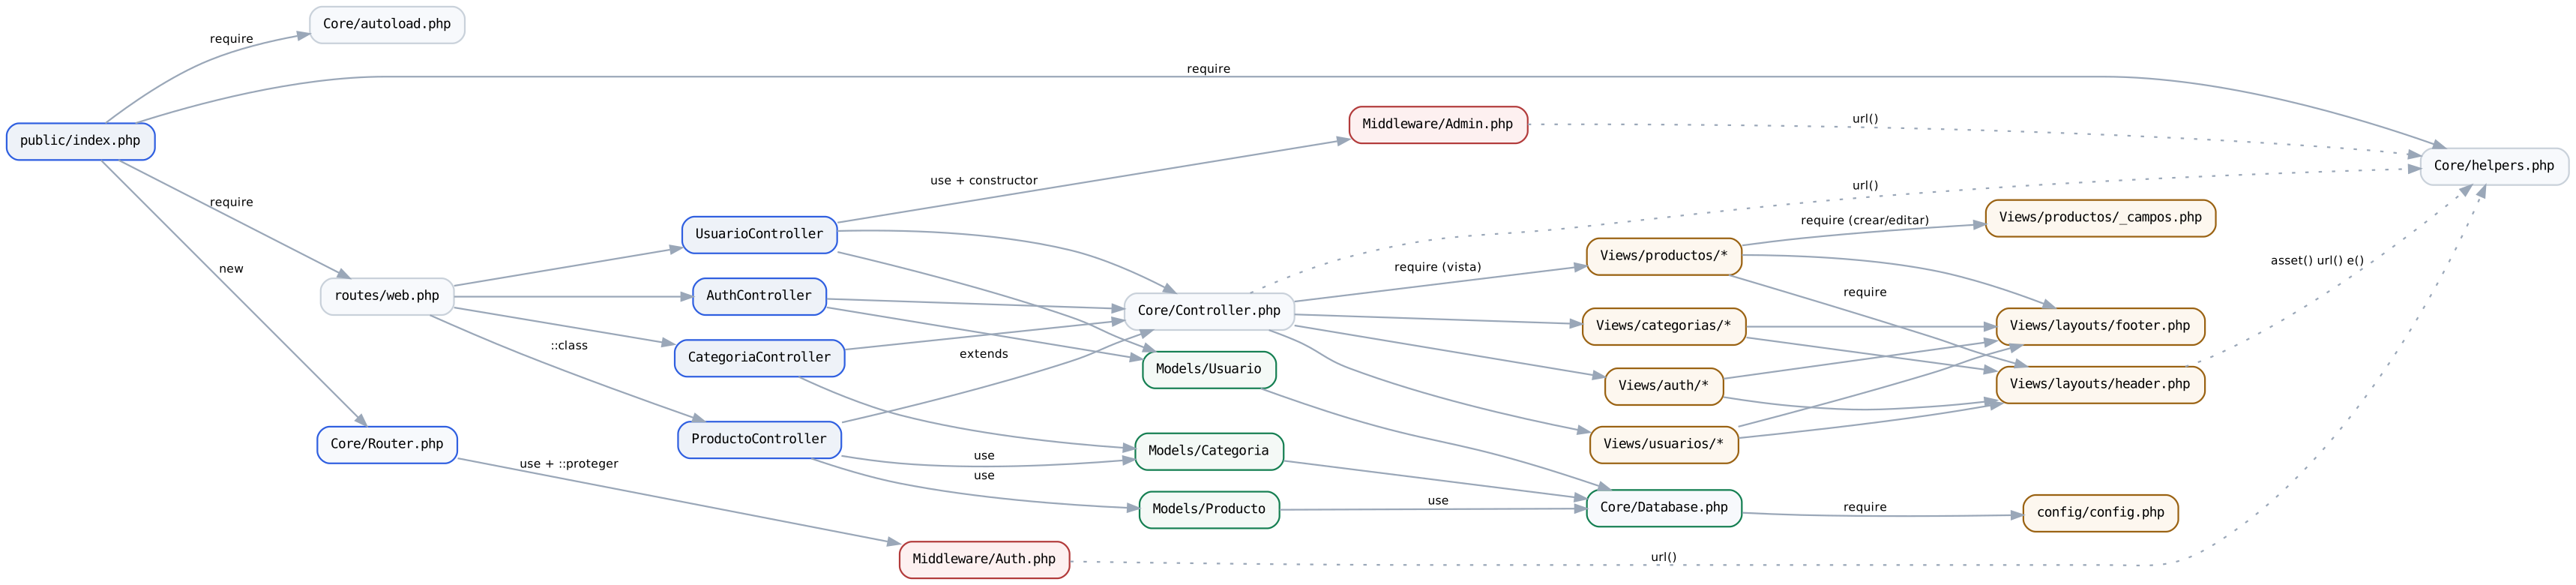 Core/autoload.php
require
require
public/index.php
require
new
routes/web.php
Core/Router.php
::class
use + ::proteger
UsuarioController
AuthController
CategoriaController
ProductoController
use + constructor
extends
use
use
Middleware/Auth.php
Core/Controller.php
Models/Usuario
Models/Categoria
Models/Producto
Middleware/Admin.php
require (vista)
use
url()
url()
url()
Views/productos/*
Views/categorias/*
Views/auth/*
Views/usuarios/*
Core/Database.php
require (crear/editar)
require
require
Views/productos/_campos.php
Views/layouts/footer.php
Views/layouts/header.php
config/config.php
asset() url() e()
Core/helpers.php